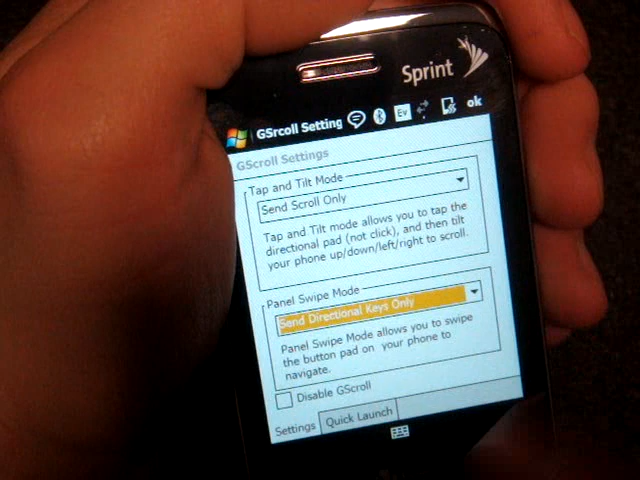 Sprint
GSrcoll Setting Ev ok
GScroll Settings
Tap and Tilt Mode
Send Scroll Only
Tap and Tilt mode allows you to tap the
directional pad (not click), and then tilt
your phone up/down/left/right to scroll.
Panel Swipe Mode
Send Directional Keys Only
Panel Swipe Mode allows you to swipe
the button pad on your phone to
navigate.
Disable GScroll
Settings Quick Launch